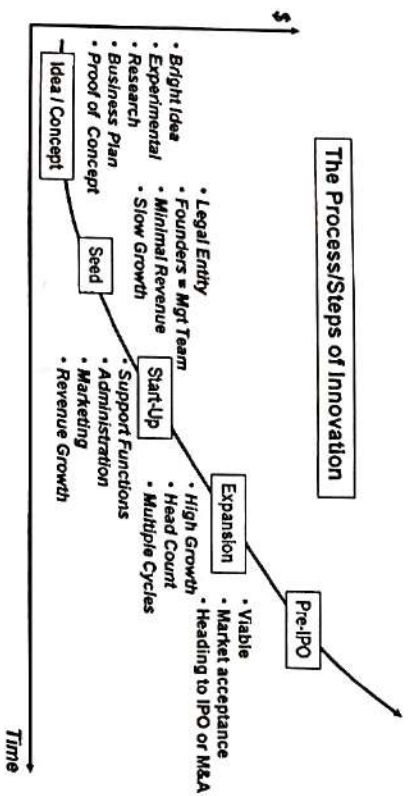 The Process/Steps of Innovation
$
Pre-IPO
• Viable
• Market acceptance
• Heading to IPO or M&A
Expansion
• High Growth
• Head Count
• Multiple Cycles
• Legal Entity
• Founders = Mgt Team
• Minimal Revenue
• Slow Growth
Start-Up
• Support Functions
• Administration
• Marketing
• Revenue Growth
• Bright Idea
• Experimental
• Research
• Business Plan
• Proof of Concept
Seed
Idea / Concept
Time